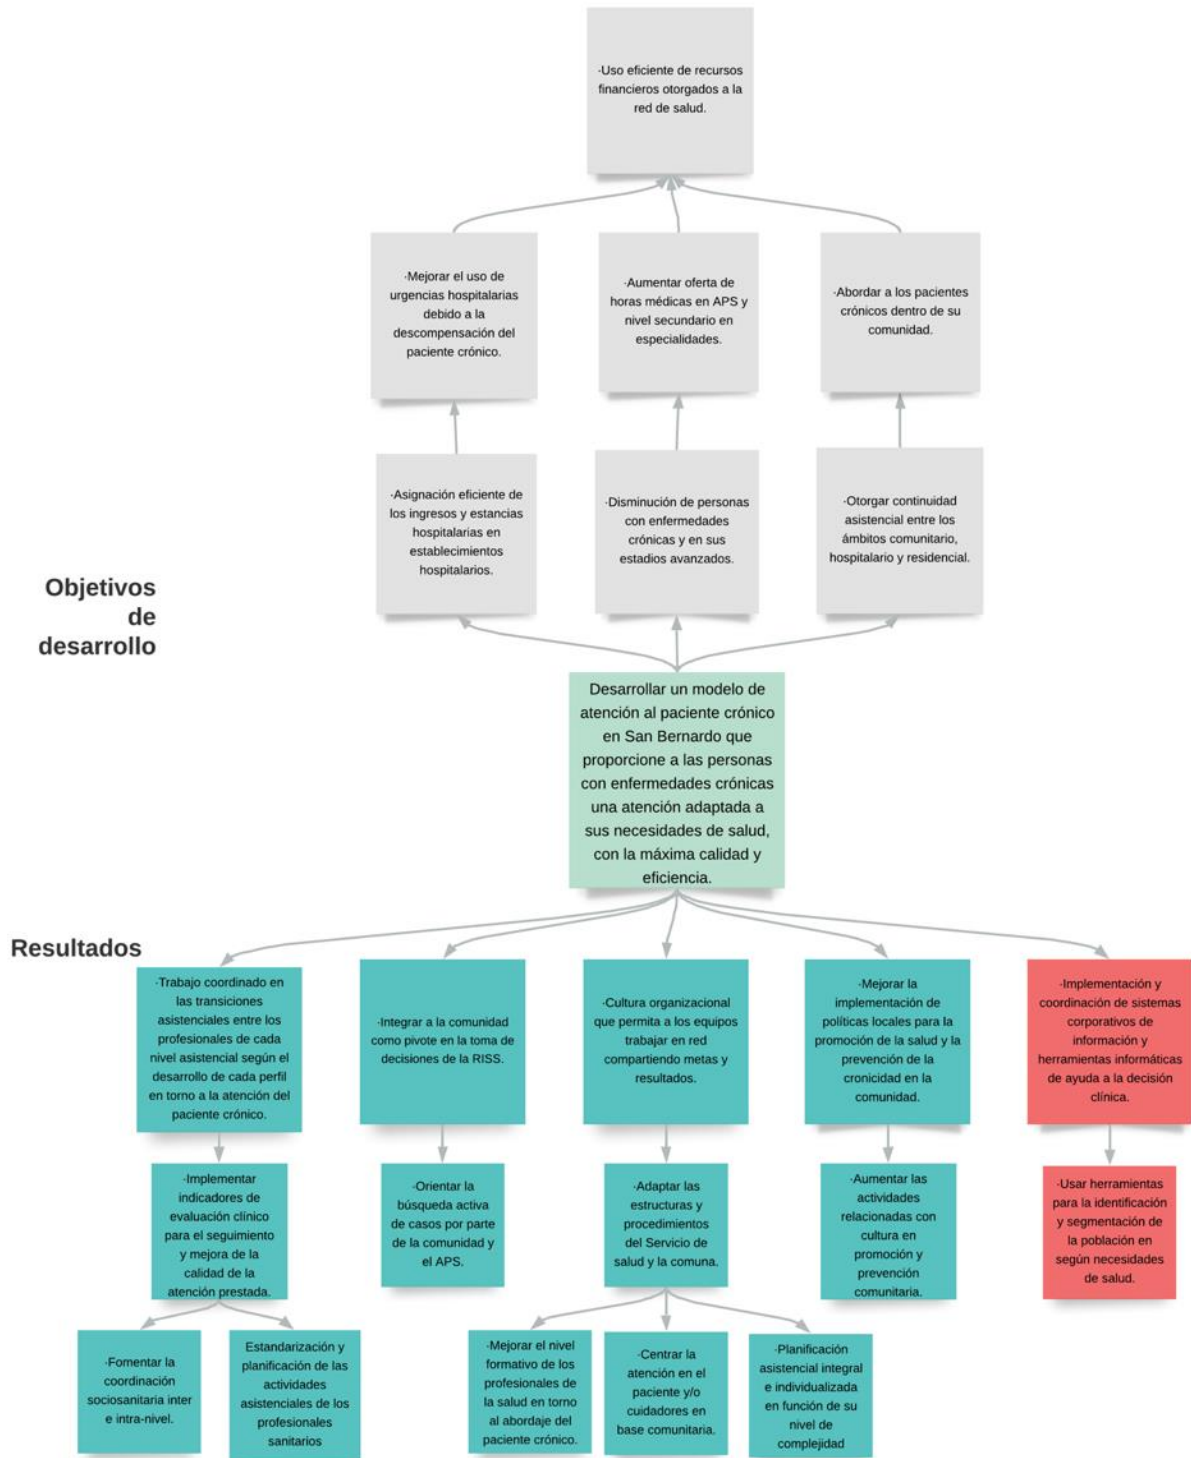 ·Uso eficiente de recursos
financieros otorgados a la
red de salud.
·Mejorar el uso de
urgencias hospitalarias
debido a la
descompensación del
paciente crónico.
·Aumentar oferta de
horas médicas en APS y
nivel secundario en
especialidades.
·Abordar a los pacientes
crónicos dentro de su
comunidad.
·Asignación eficiente de
los ingresos y estancias
hospitalarias en
establecimientos
hospitalarios.
·Disminución de personas
con enfermedades
crónicas y en sus
estadios avanzados.
·Otorgar continuidad
asistencial entre los
ámbitos comunitario,
hospitalario y residencial.
Objetivos
de
desarrollo
Desarrollar un modelo de
atención al paciente crónico
en San Bernardo que
proporcione a las personas
con enfermedades crónicas
una atención adaptada a
sus necesidades de salud,
con la máxima calidad y
eficiencia.
Resultados
·Trabajo coordinado en
las transiciones
asistenciales entre los
profesionales de cada
nivel asistencial según el
desarrollo de cada perfil
en torno a la atención del
paciente crónico.
·Integrar a la comunidad
como pivote en la toma de
decisiones de la RISS.
·Cultura organizacional
que permita a los equipos
trabajar en red
compartiendo metas y
resultados.
·Mejorar la
implementación de
políticas locales para la
promoción de la salud y la
prevención de la
cronicidad en la
comunidad.
·Implementación y
coordinación de sistemas
corporativos de
información y
herramientas informáticas
de ayuda a la decisión
clínica.
·Implementar
indicadores de
evaluación clínico
para el seguimiento
y mejora de la
calidad de la
atención prestada.
·Orientar la
búsqueda activa
de casos por parte
de la comunidad y
el APS.
·Adaptar las
estructuras y
procedimientos
del Servicio de
salud y la comuna.
·Aumentar las
actividades
relacionadas con
cultura en
promoción y
prevención
comunitaria.
·Usar herramientas
para la identificación
y segmentación de
la población en
según necesidades
de salud.
·Fomentar la
coordinación
sociosanitaria inter
e intra-nivel.
Estandarización y
planificación de las
actividades
asistenciales de los
profesionales
sanitarios
·Mejorar el nivel
formativo de los
profesionales de
la salud en torno
al abordaje del
paciente crónico.
·Centrar la
atención en el
paciente y/o
cuidadores en
base comunitaria.
·Planificación
asistencial integral
e individualizada
en función de su
nivel de
complejidad